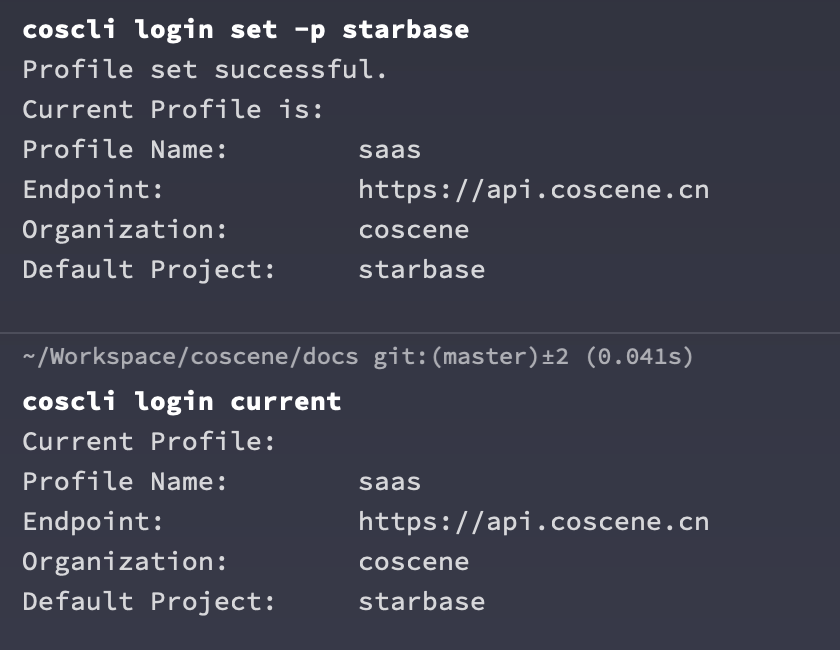 coscli login set -p starbase
Profile set successful.
Current Profile is:
Profile Name:        saas
Endpoint:            https://api.coscene.cn
Organization:        coscene
Default Project:     starbase
~/Workspace/coscene/docs git:(master)±2 (0.041s)
coscli login current
Current Profile:
Profile Name:        saas
Endpoint:            https://api.coscene.cn
Organization:        coscene
Default Project:     starbase